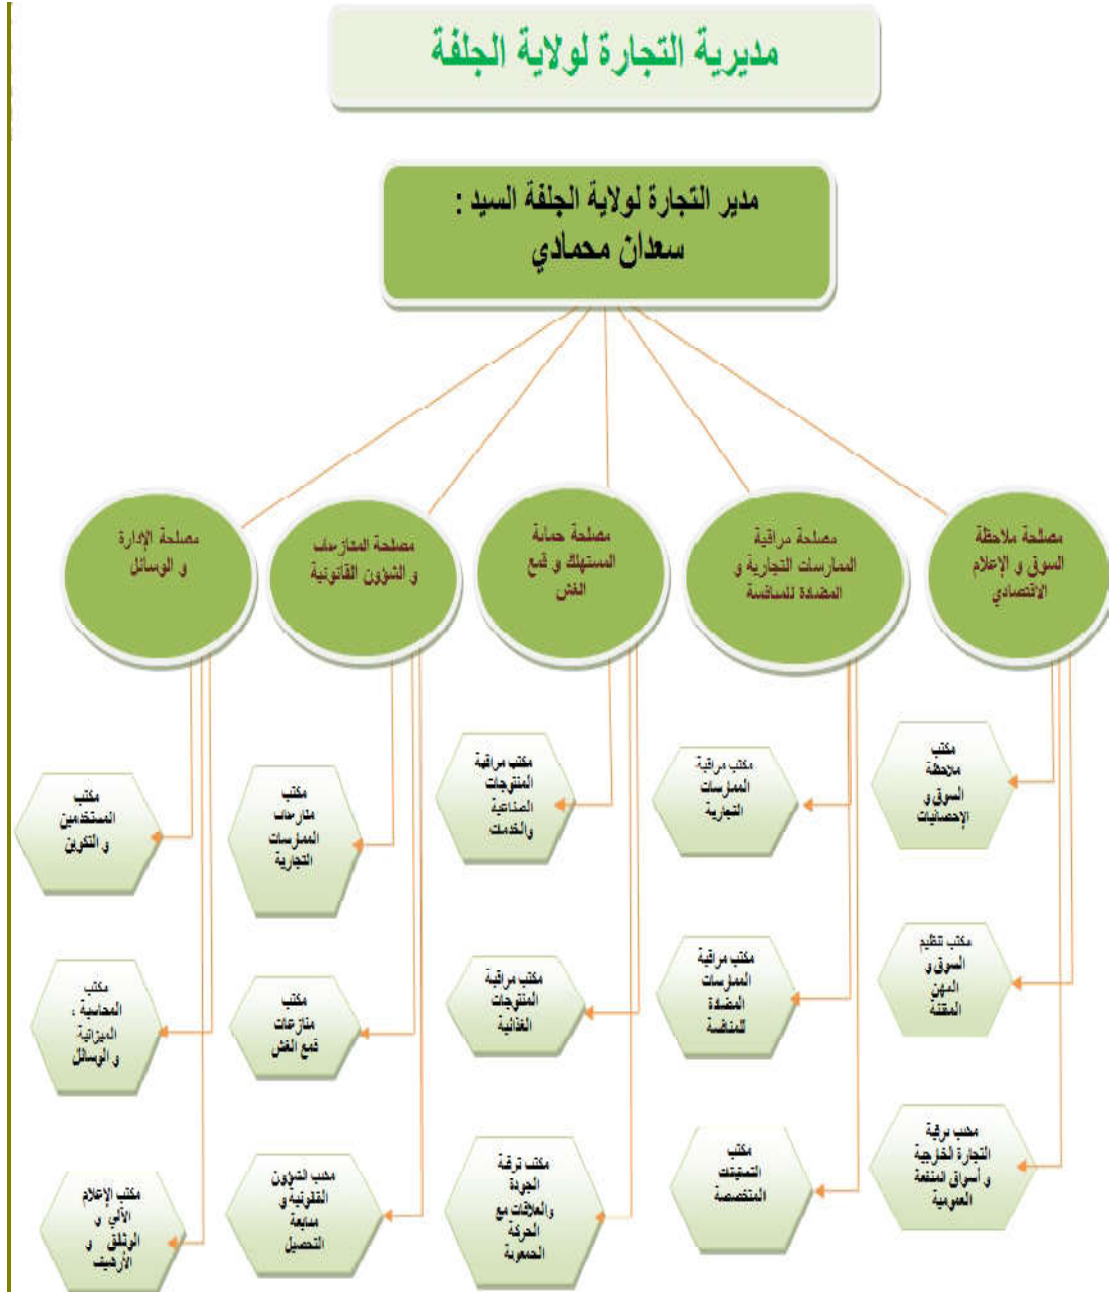 مديرية التجارة لولاية الجلفة
مدير التجارة لولاية الجلفة السيد :
سعدان محمادي
مصلحة ملاحظة
السوق و الإعلام
الاقتصادي
مصلحة مراقبة
الممارسات التجارية و
المضادة للمنافسة
مصلحة حماية
المستهلك و قمع
الغش
مصلحة المنازعات
و الشؤون القانونية
مصلحة الإدارة
و الوسائل
مكتب
ملاحظة
السوق و
الإحصائيات
مكتب مراقبة
الممارسات
التجارية
مكتب مراقبة
المنتوجات
الصناعية
والخدمات
مكتب
منازعات
الممارسات
التجارية
مكتب
المستخدمين
و التكوين
مكتب تنظيم
السوق و
المهن
المقننة
مكتب مراقبة
الممارسات
المضادة
للمنافسة
مكتب مراقبة
المنتوجات
الغذائية
مكتب
منازعات
قمع الغش
مكتب
المحاسبة ،
الميزانية
و الوسائل
مكتب ترقية
التجارة الخارجية
و أسواق المنفعة
العمومية
مكتب
التحقيقات
المتخصصة
مكتب ترقية
الجودة
والعلاقات مع
الحركة
الجمعوية
مكتب الشؤون
القانونية و
متابعة
التحصيل
مكتب الإعلام
الآلي و
الوثائق و
الأرشيف